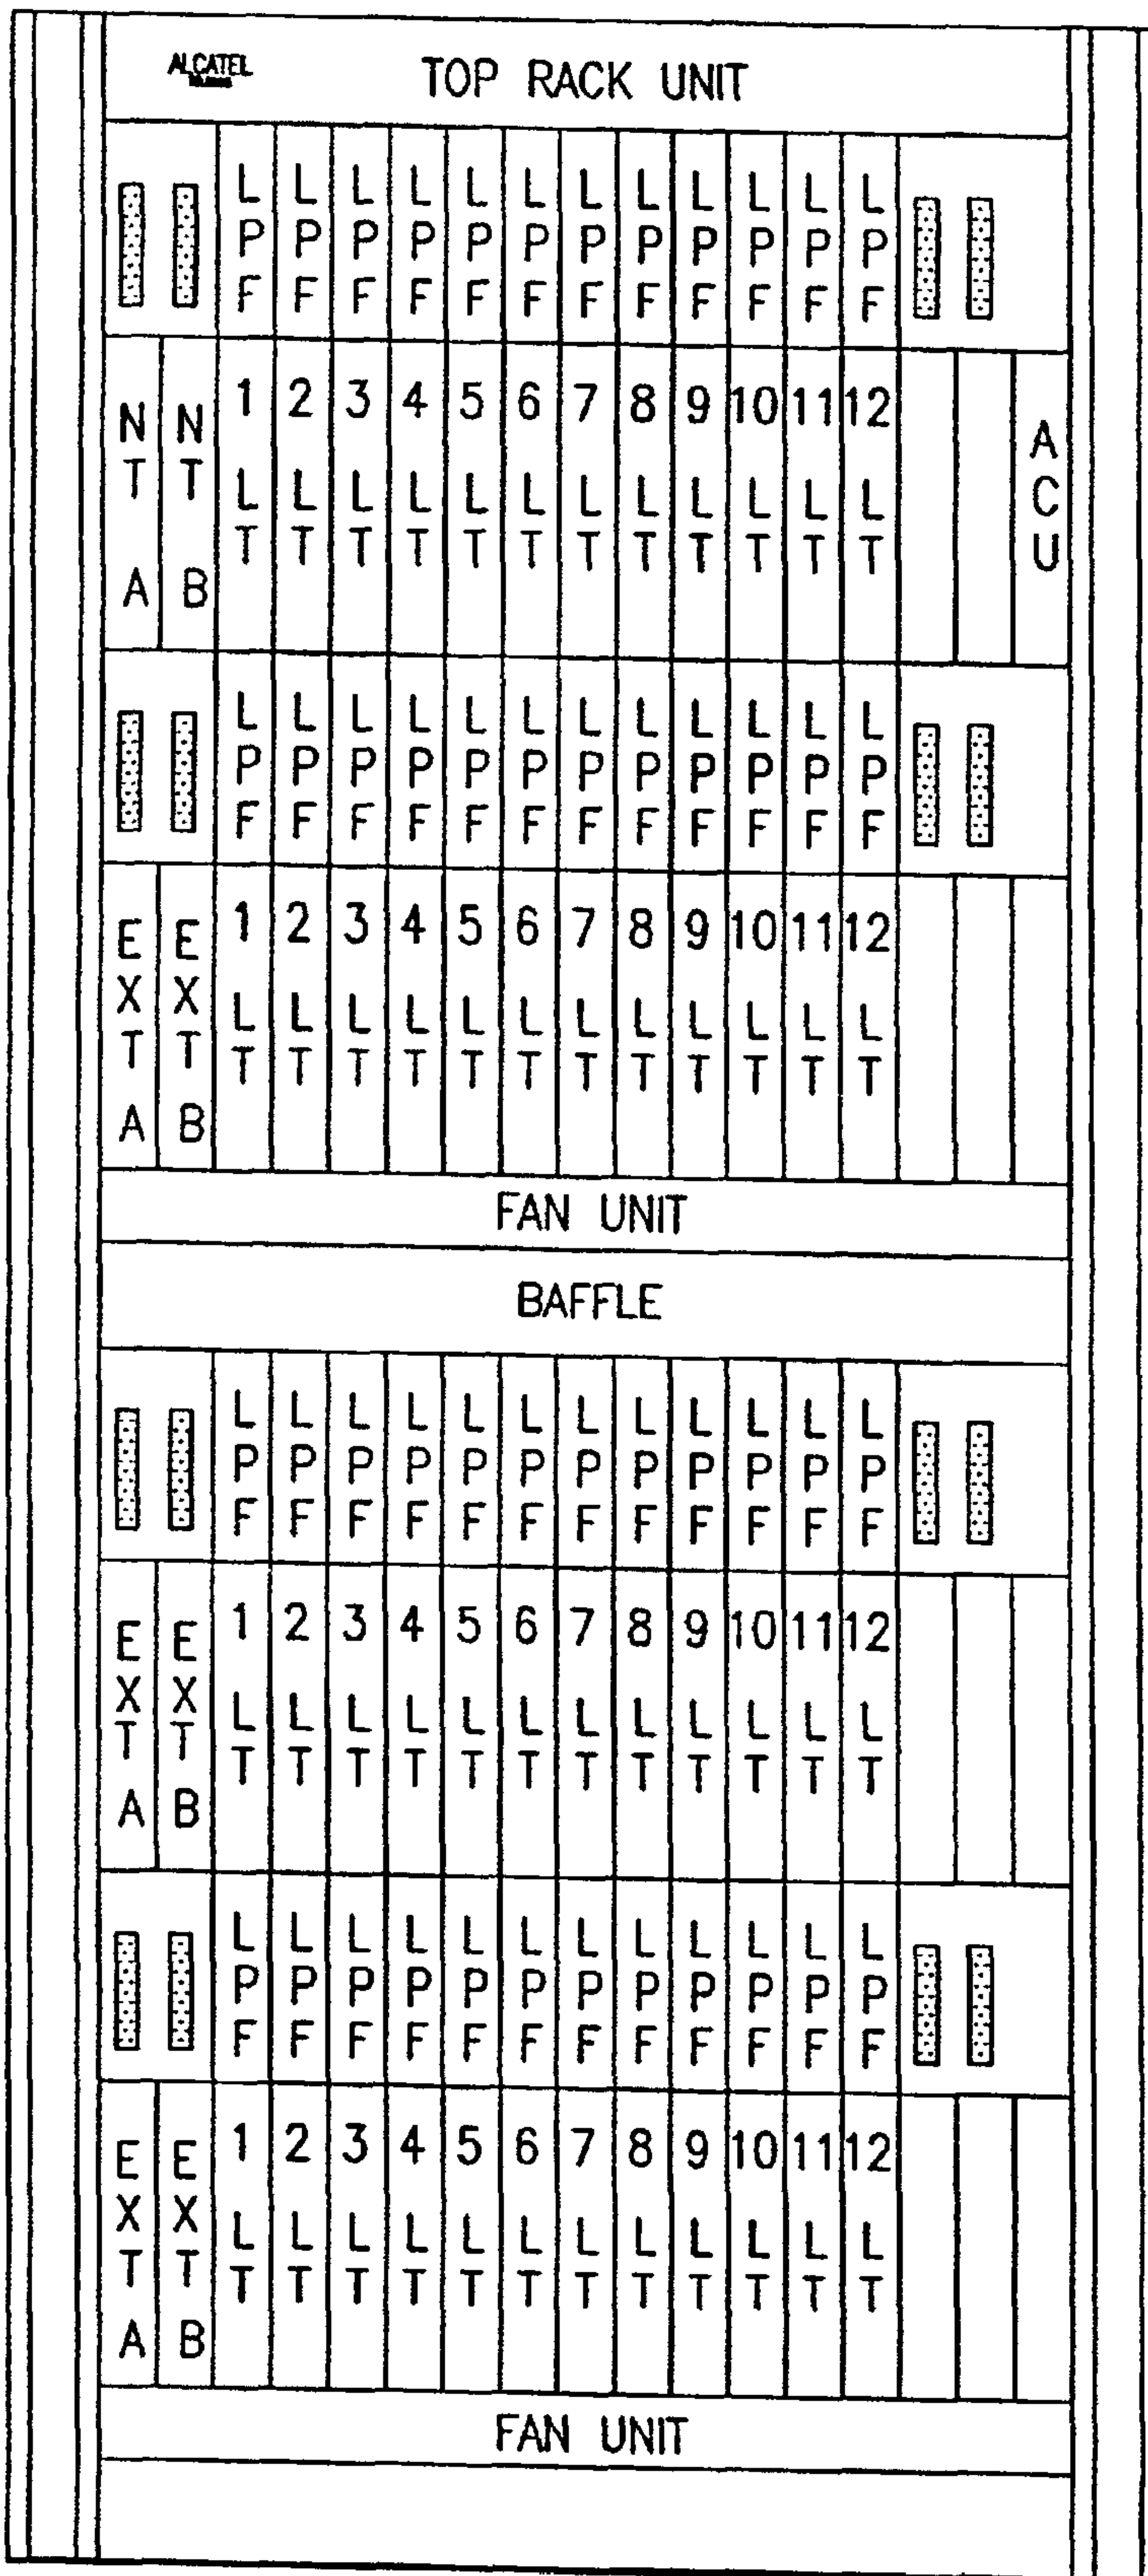 ALCATEL
TOP RACK UNIT
LPF LPF LPF LPF LPF LPF LPF LPF LPF LPF LPF LPF
NT A NT B 1 LT 2 LT 3 LT 4 LT 5 LT 6 LT 7 LT 8 LT 9 LT 10 LT 11 LT 12 LT ACU
LPF LPF LPF LPF LPF LPF LPF LPF LPF LPF LPF LPF
EXT A EXT B 1 LT 2 LT 3 LT 4 LT 5 LT 6 LT 7 LT 8 LT 9 LT 10 LT 11 LT 12 LT
FAN UNIT
BAFFLE
LPF LPF LPF LPF LPF LPF LPF LPF LPF LPF LPF LPF
EXT A EXT B 1 LT 2 LT 3 LT 4 LT 5 LT 6 LT 7 LT 8 LT 9 LT 10 LT 11 LT 12 LT
LPF LPF LPF LPF LPF LPF LPF LPF LPF LPF LPF LPF
EXT A EXT B 1 LT 2 LT 3 LT 4 LT 5 LT 6 LT 7 LT 8 LT 9 LT 10 LT 11 LT 12 LT
FAN UNIT